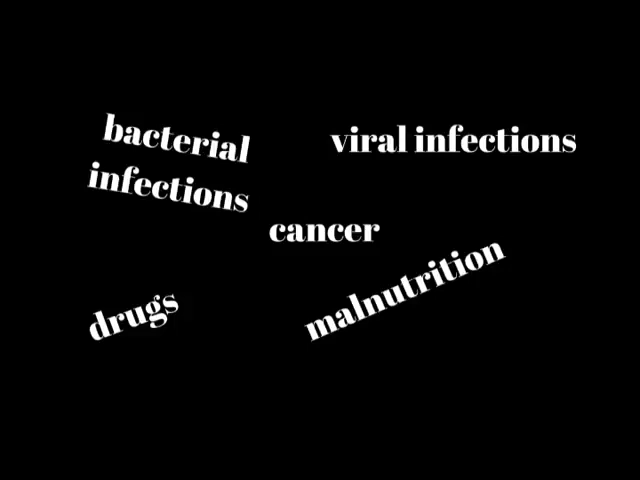 bacterial
infections
viral infections
cancer
drugs
malnutrition